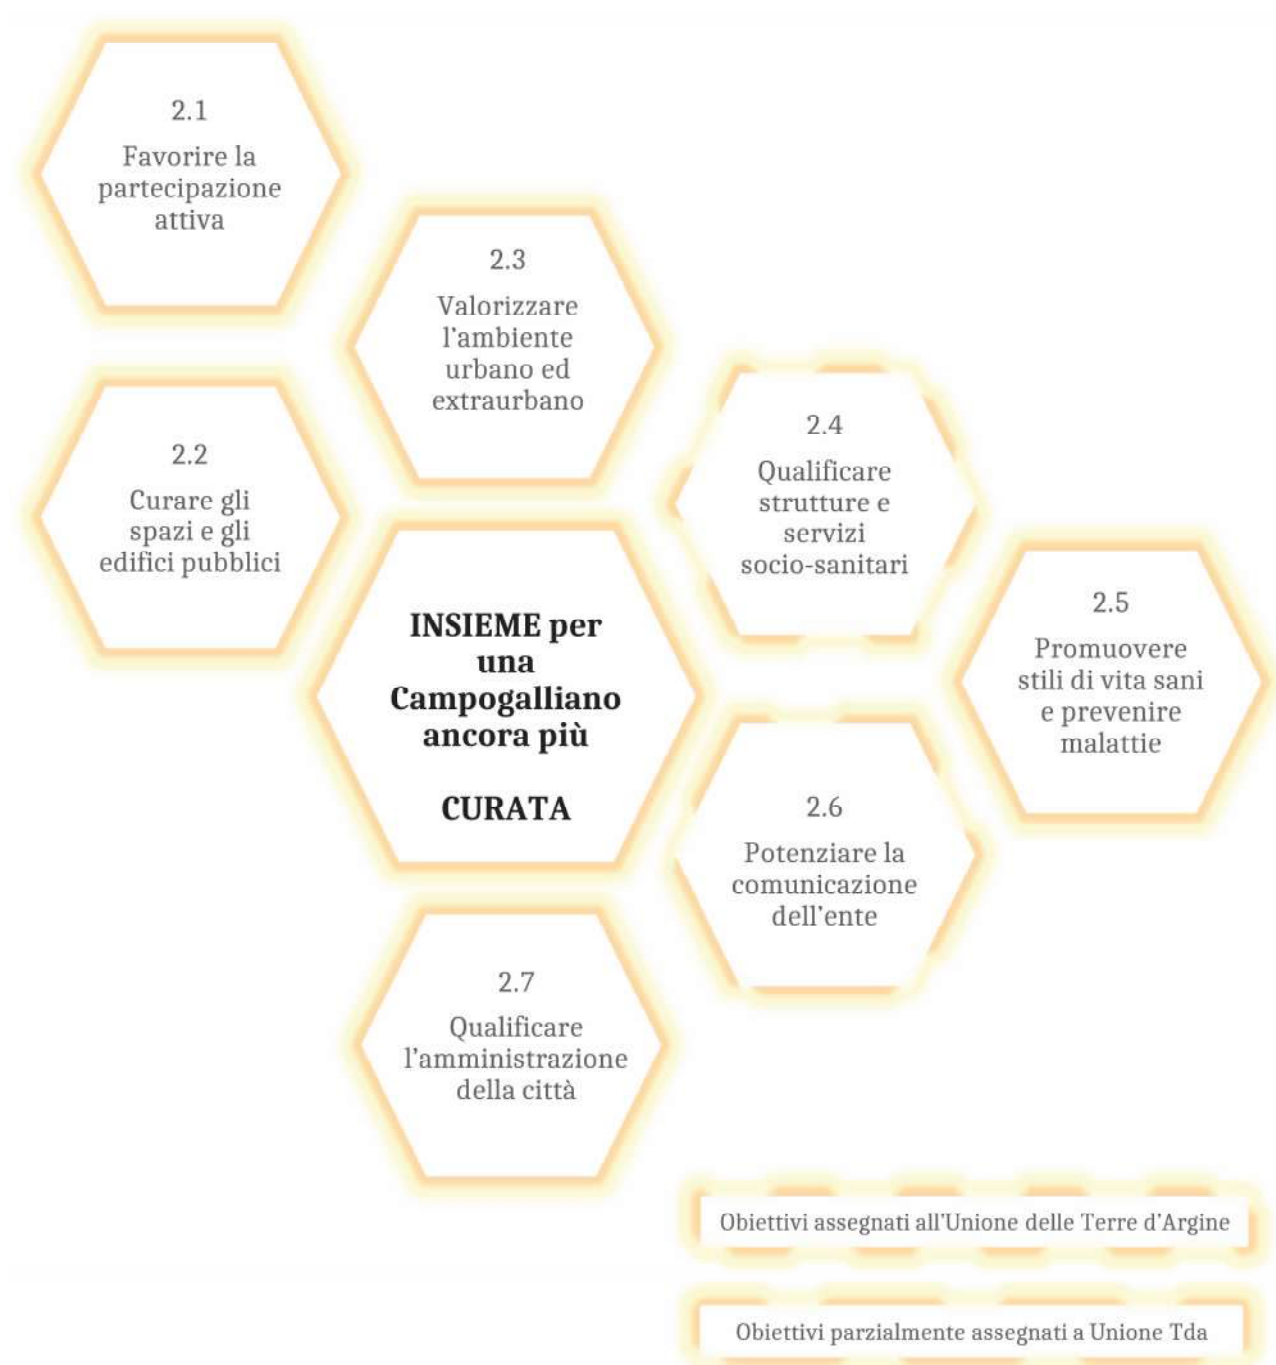 2.1
Favorire la
partecipazione
attiva
2.3
Valorizzare
l’ambiente
urbano ed
extraurbano
2.2
Curare gli
spazi e gli
edifici pubblici
2.4
Qualificare
strutture e
servizi
socio-sanitari
INSIEME per
una
Campogalliano
ancora più
CURATA
2.5
Promuovere
stili di vita sani
e prevenire
malattie
2.6
Potenziare la
comunicazione
dell’ente
2.7
Qualificare
l’amministrazione
della città
Obiettivi assegnati all’Unione delle Terre d’Argine
Obiettivi parzialmente assegnati a Unione Tda